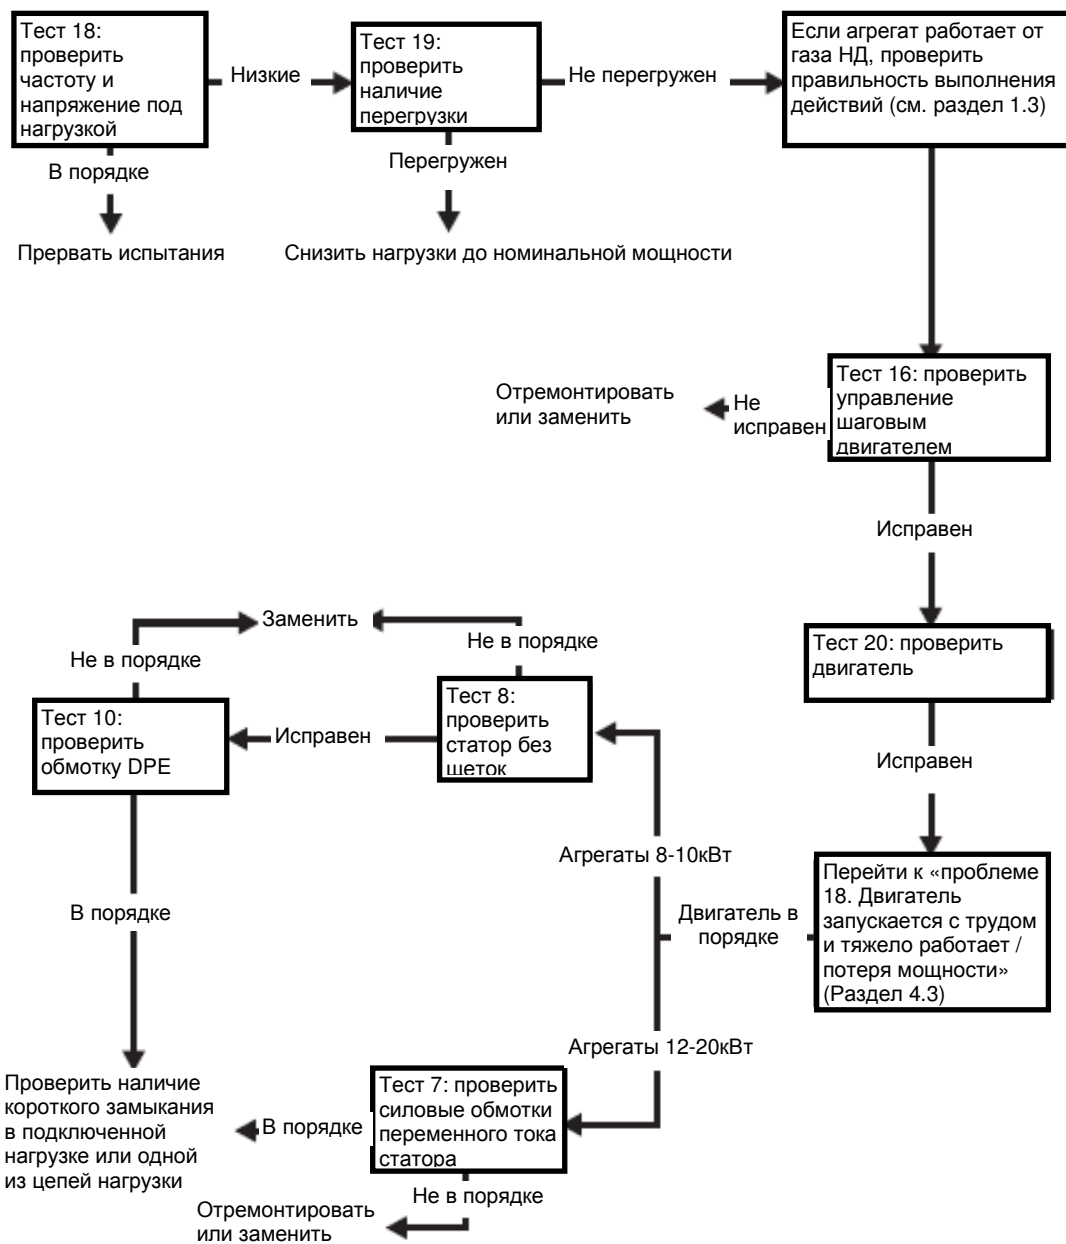 Тест 18:
проверить
частоту и
напряжение под
нагрузкой
Низкие
Тест 19:
проверить
наличие
перегрузки
Не перегружен
Если агрегат работает от
газа НД, проверить
правильность выполнения
действий (см. раздел 1.3)
В порядке
Перегружен
Прервать испытания
Снизить нагрузки до номинальной мощности
Тест 16: проверить
управление
шаговым
двигателем
Не
исправен
Отремонтировать
или заменить
Исправен
Тест 20: проверить
двигатель
Исправен
Заменить
Не в порядке
Не в порядке
Тест 10:
проверить
обмотку DPE
Исправен
Тест 8:
проверить
статор без
щеток
Агрегаты 8-10кВт
Перейти к «проблеме
18. Двигатель
запускается с трудом
и тяжело работает /
потеря мощности»
(Раздел 4.3)
Двигатель в
порядке
В порядке
Агрегаты 12-20кВт
Тест 7: проверить
силовые обмотки
переменного тока
статора
В порядке
Проверить наличие
короткого замыкания
в подключенной
нагрузке или одной
из цепей нагрузки
Не в порядке
Отремонтировать
или заменить